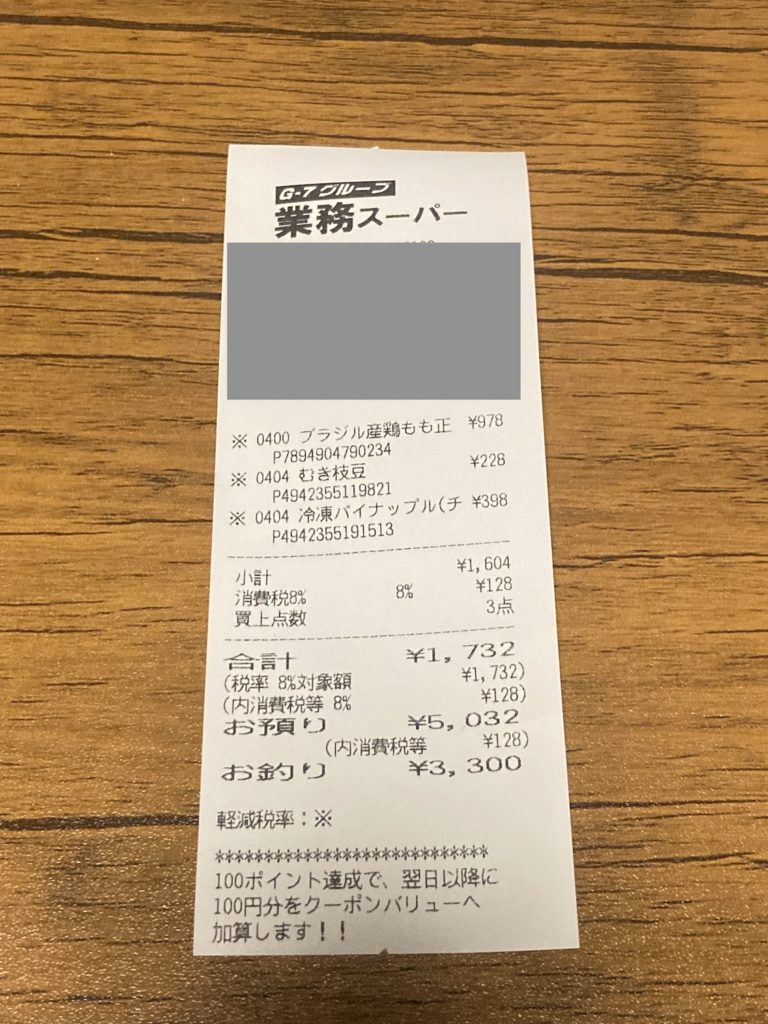 G-7グループ
業務スーパー
※ 0400 ブラジル産鶏もも正 ¥978
P7894904790234
※ 0404 むき枝豆 ¥228
P4942355119821
※ 0404 冷凍パイナップル(チ ¥398
P4942355191513
小計 ¥1,604
消費税8% 8% ¥128
買上点数 3点
合計 ¥1,732
(税率 8%対象額 ¥1,732)
(内消費税等 8% ¥128)
お預り ¥5,032
(内消費税等 ¥128)
お釣り ¥3,300
軽減税率:※
****************************
100ポイント達成で、翌日以降に
100円分をクーポンバリューへ
加算します!!